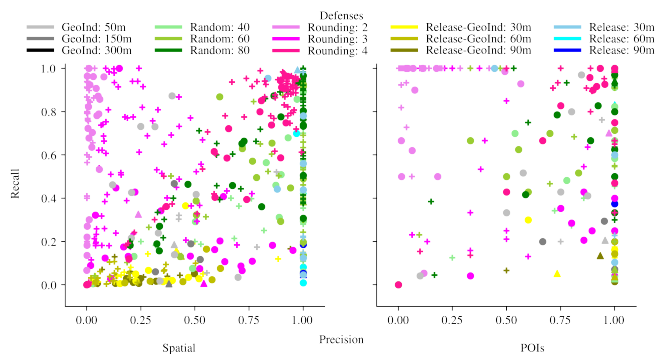 Defenses
GeoInd: 50m Random: 40 Rounding: 2 Release-GeoInd: 30m Release: 30m
GeoInd: 150m Random: 60 Rounding: 3 Release-GeoInd: 60m Release: 60m
GeoInd: 300m Random: 80 Rounding: 4 Release-GeoInd: 90m Release: 90m
Recall
1.0
0.8
0.6
0.4
0.2
0.0
0.00 0.25 0.50 0.75 1.00 0.00 0.25 0.50 0.75 1.00
Precision
Spatial POIs